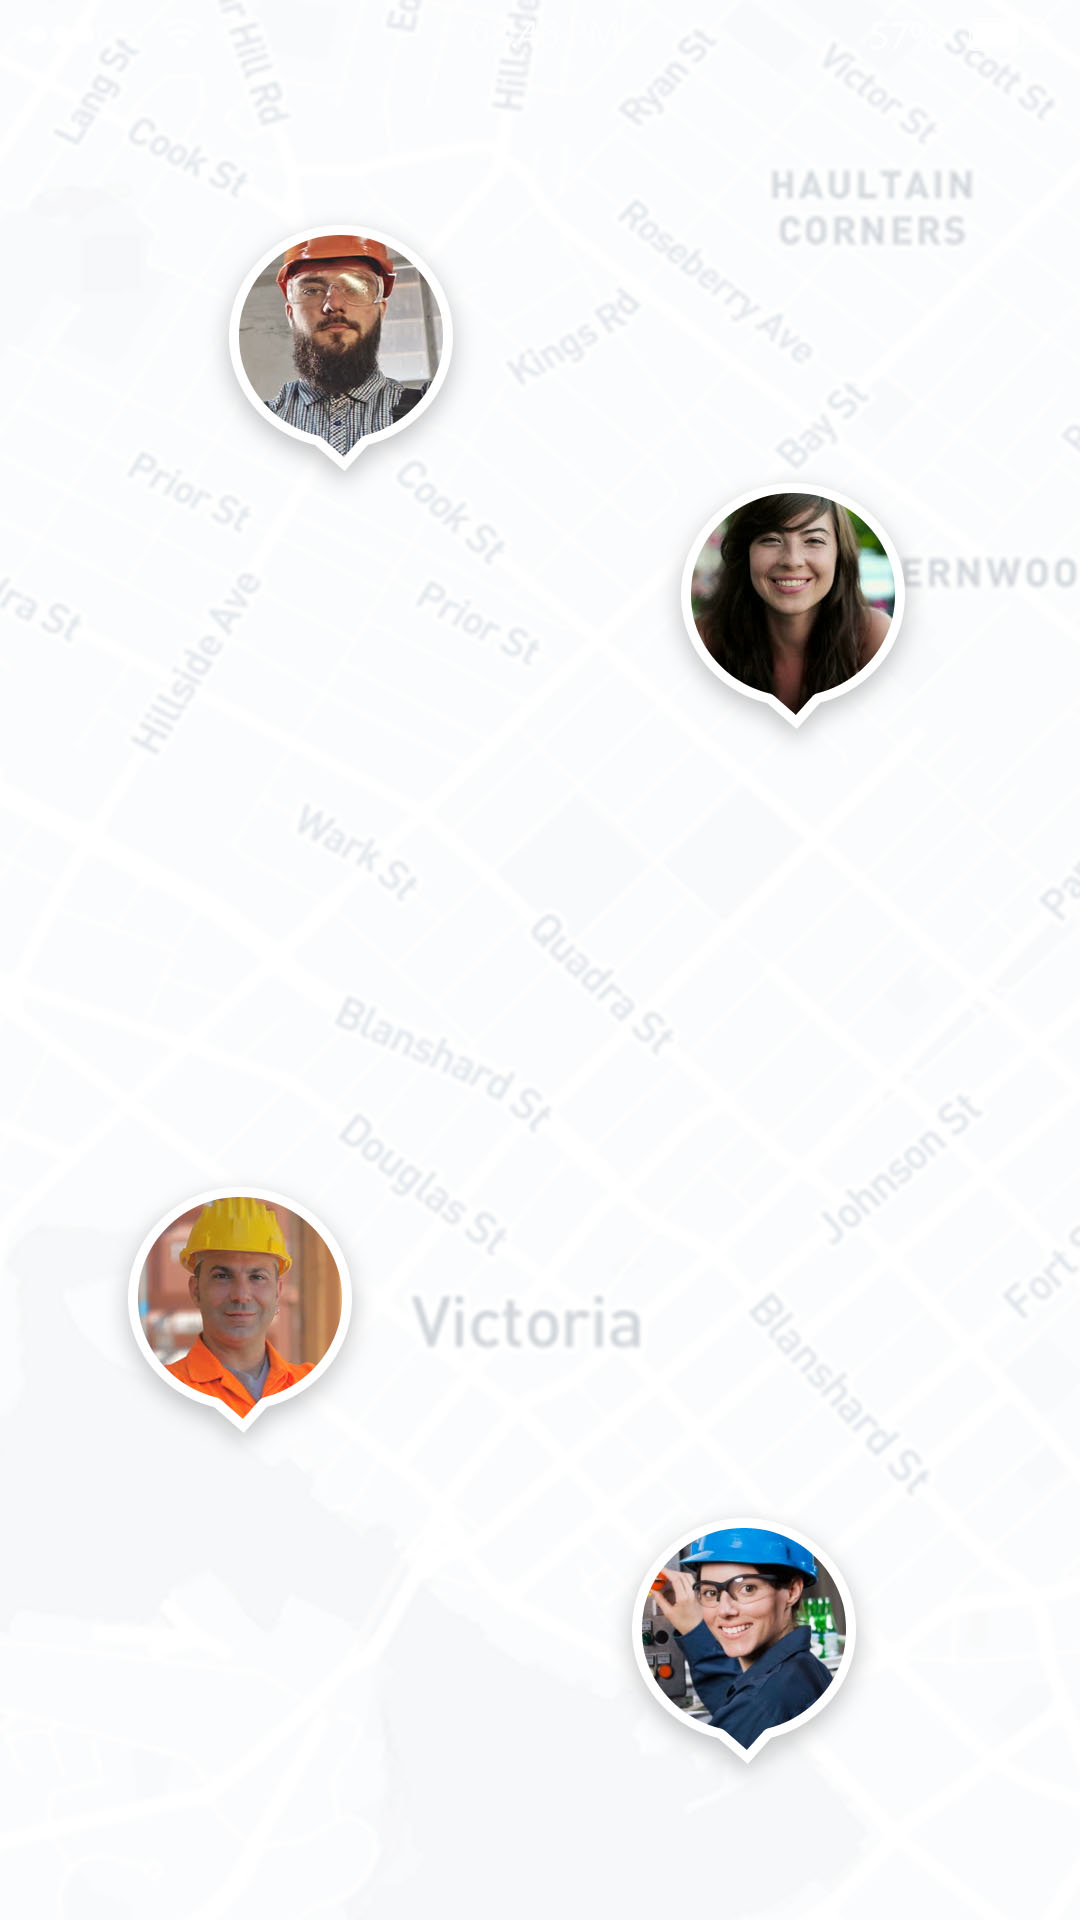 Lang St
Hill Rd
Hillside
Ryan St
Victor St
Scott St
Cook St
HAULTAIN
CORNERS
Roseberry Ave
Kings Rd
Bay St
Prior St
Cook St
ERNWOO
Prior St
ra St
Hillside Ave
Wark St
Quadra St
Blanshard St
Johnson St
Douglas St
Fort S
Victoria
Blanshard St